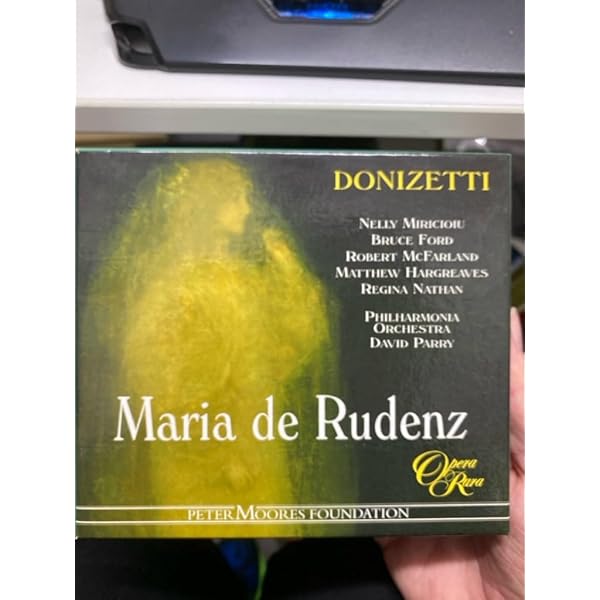 DONIZETTI
NELLY MIRICIOIU
BRUCE FORD
ROBERT MCFARLAND
MATTHEW HARGREAVES
REGINA NATHAN
PHILHARMONIA
ORCHESTRA
DAVID PARRY
Maria de Rudenz
Opera
Rara
PETER MOORES FOUNDATION